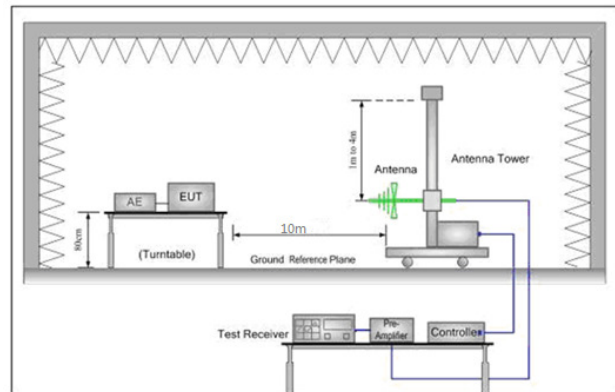 1m to 4m
Antenna
Antenna Tower
AE
EUT
80cm
(Turntable)
10m
Ground Reference Plane
Test Receiver
Pre-
Amplifier
Controller